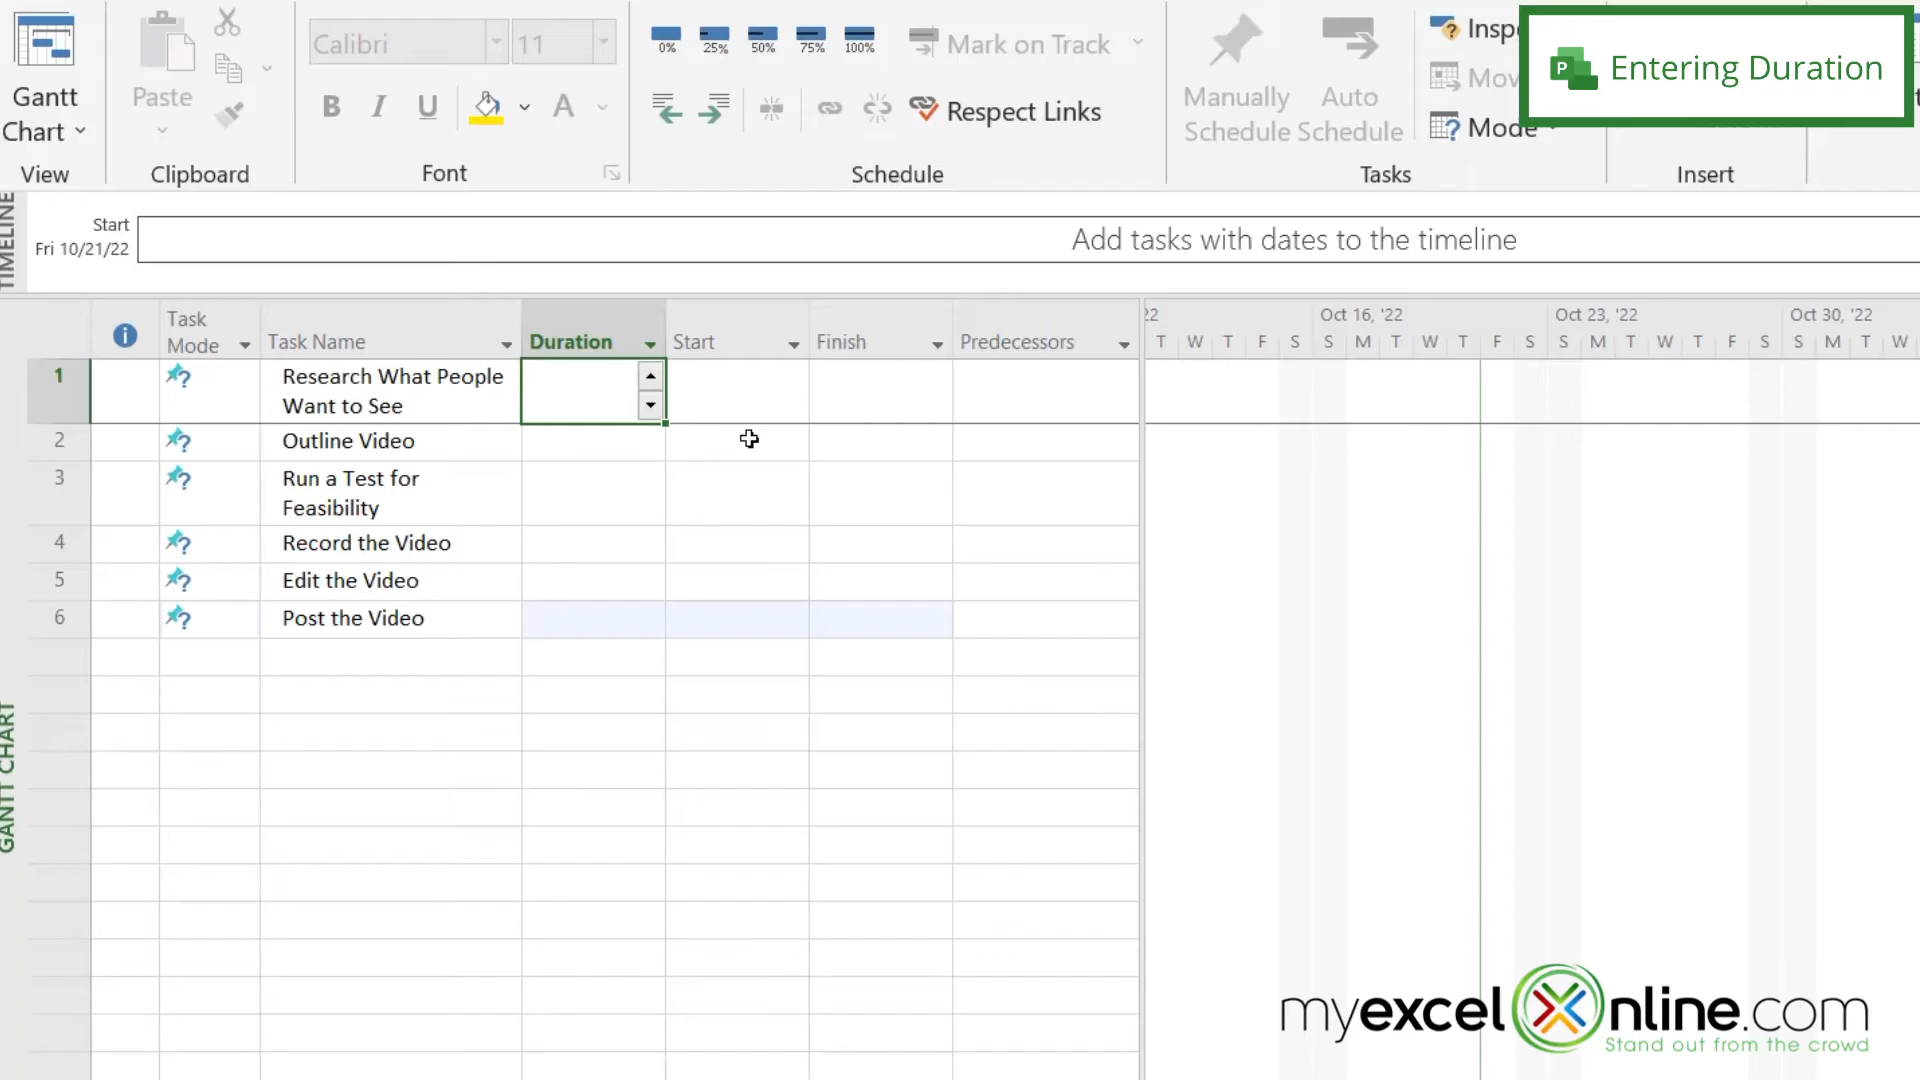 Gantt
Chart
View
Paste
Clipboard
Calibri
11
B I U A
Font
0% 25% 50% 75% 100%
Mark on Track
Respect Links
Schedule
Manually
Schedule
Auto
Schedule
Mode
Tasks
Insert
P Entering Duration
TIMELINE
Start
Fri 10/21/22
Add tasks with dates to the timeline
GANTT CHART
Task
Mode
Task Name
Duration
Start
Finish
Predecessors
22 Oct 16, '22 Oct 23, '22 Oct 30, '22
T W T F S S M T W T F S S M T W T F S S M T W
1 Research What People
Want to See
2 Outline Video
3 Run a Test for
Feasibility
4 Record the Video
5 Edit the Video
6 Post the Video
myexcelOnline.com
Stand out from the crowd